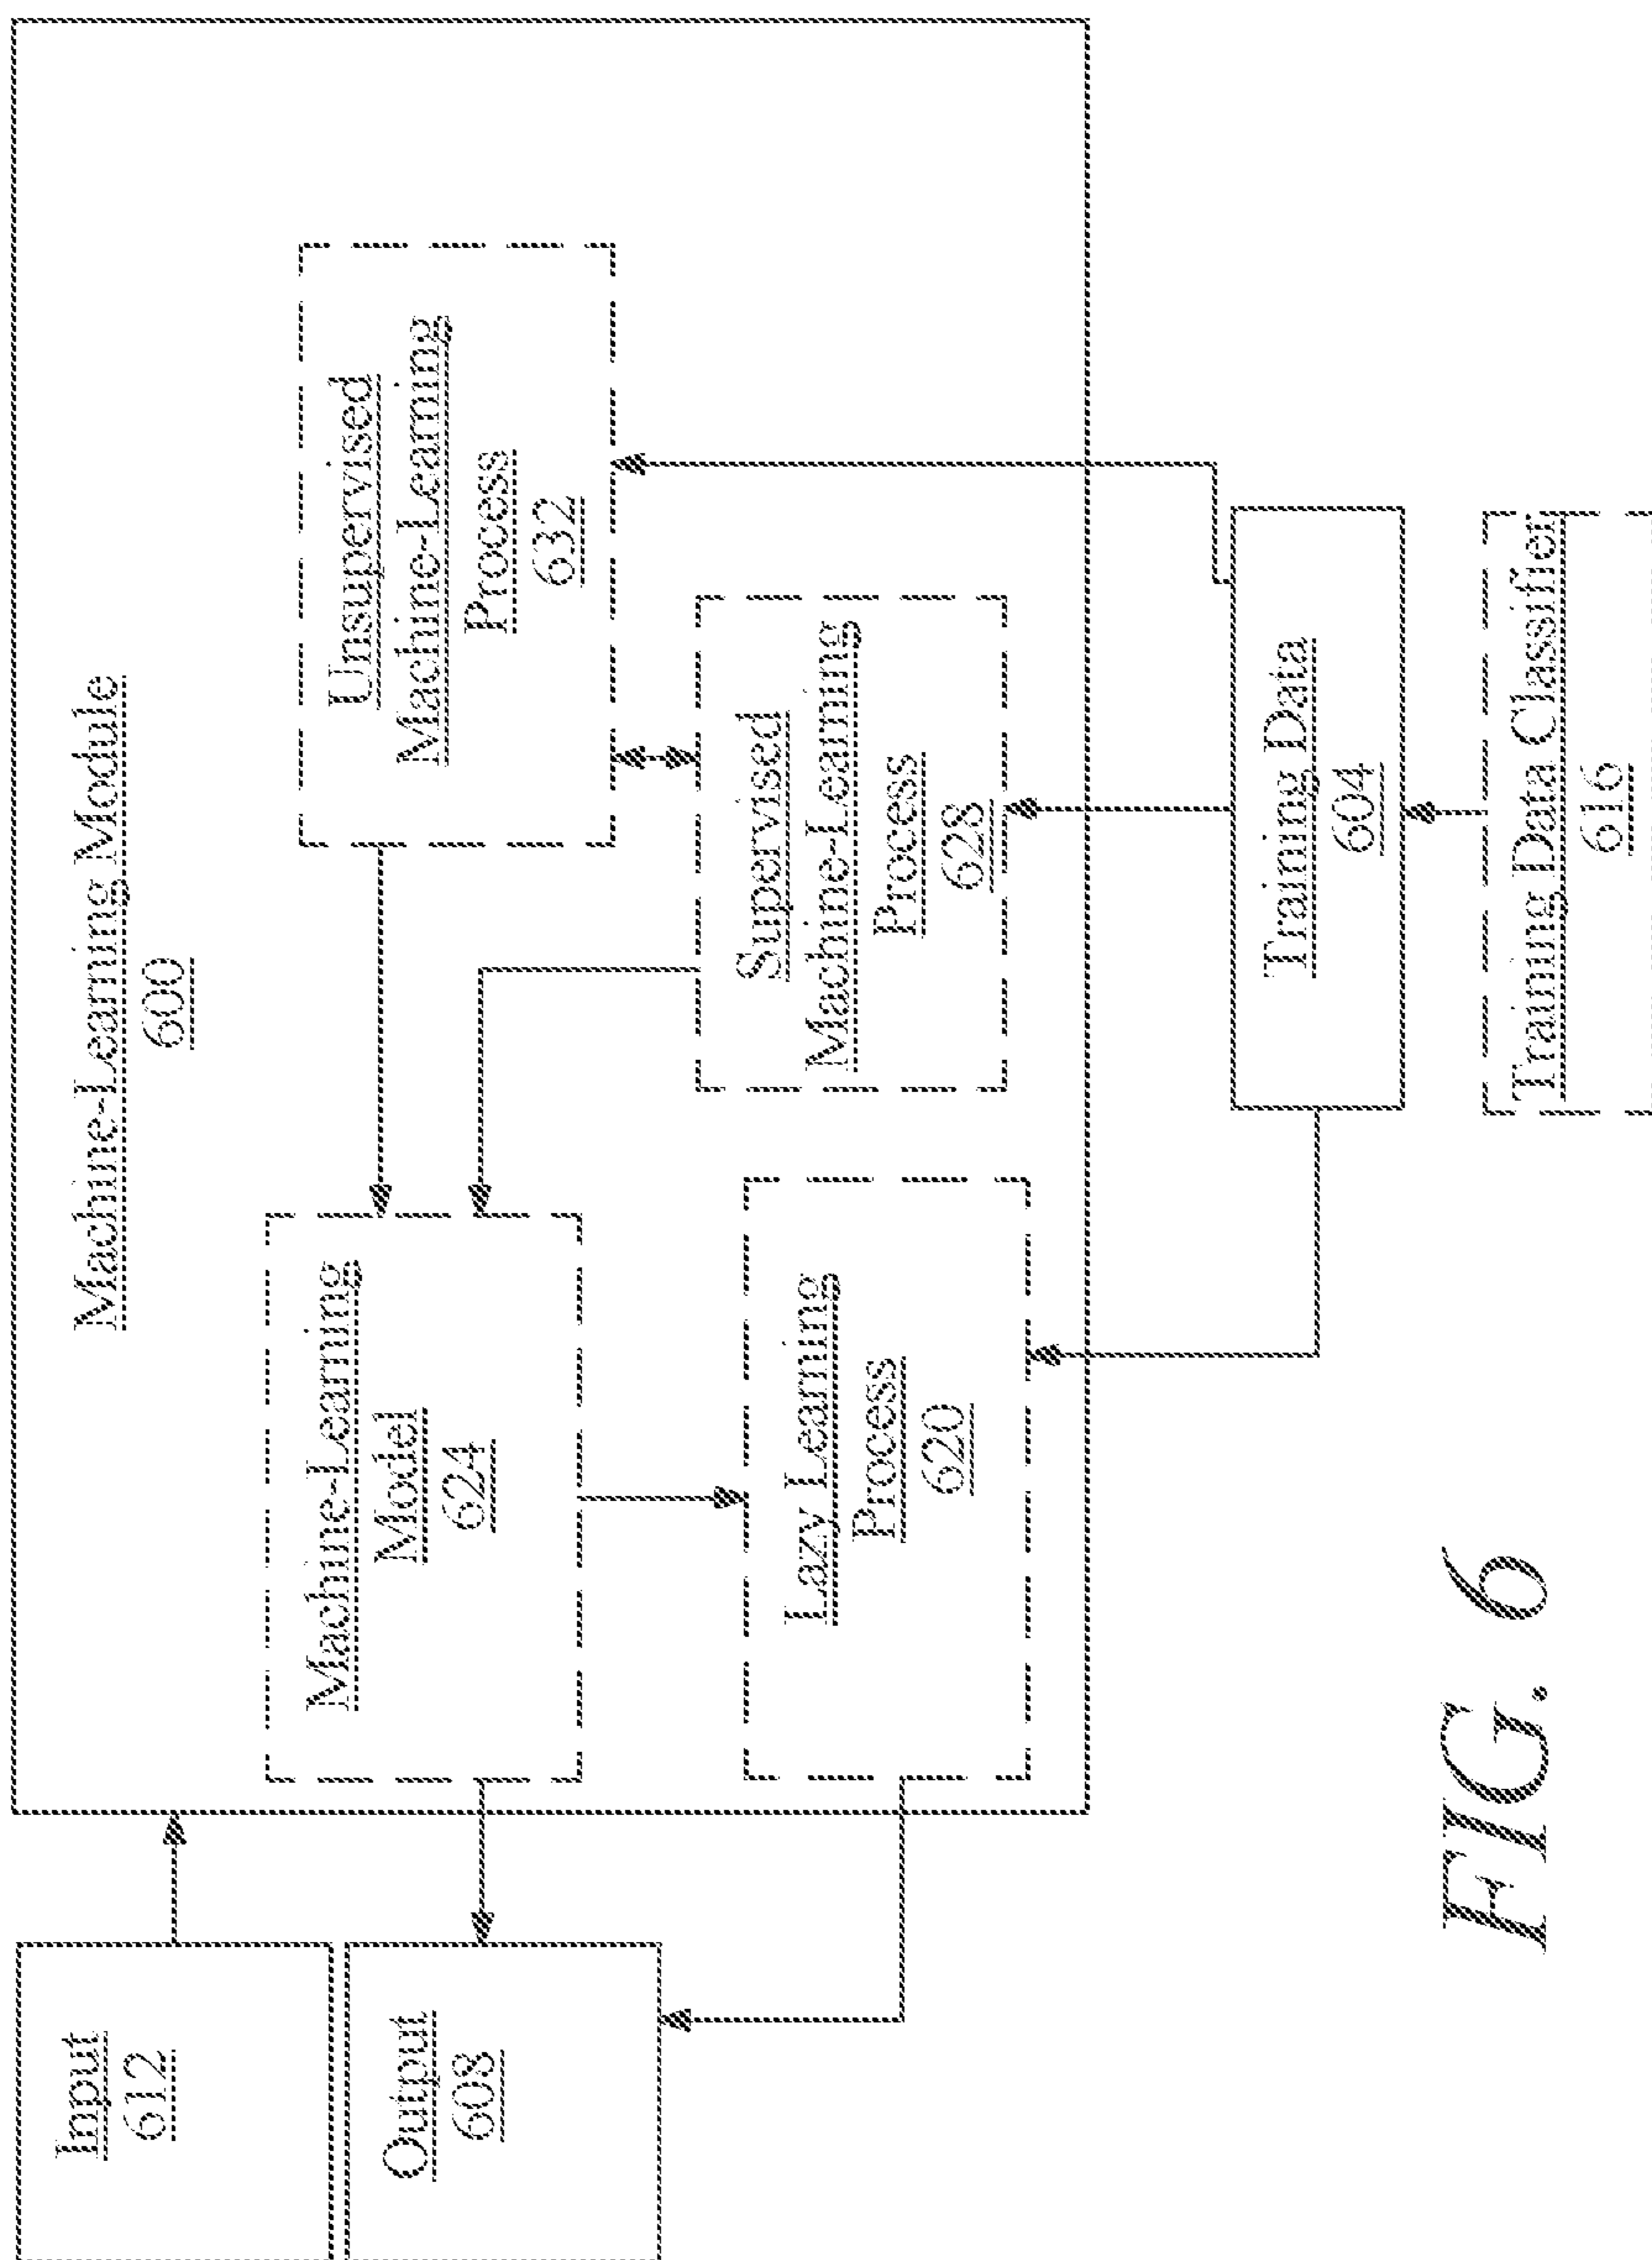 Machine-Learning Module
600
Input
612
Output
608
Machine-Learning
Model
624
Unsupervised
Machine-Learning
Process
632
Lazy Learning
Process
620
Supervised
Machine-Learning
Process
628
Training Data
604
Training Data Classifier
616
FIG. 6